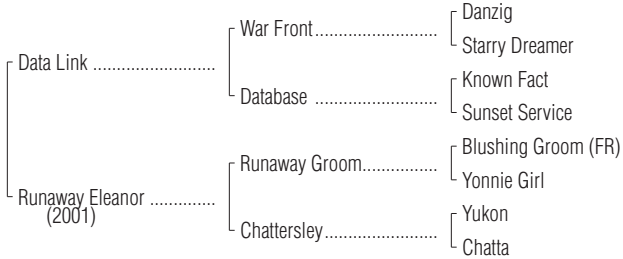 Danzig
War Front..........................
Starry Dreamer
Data Link ..........................
Known Fact
Database ..........................
Sunset Service
Blushing Groom (FR)
Runaway Groom................
Yonnie Girl
Runaway Eleanor ..............
(2001)
Yukon
Chattersley........................
Chatta